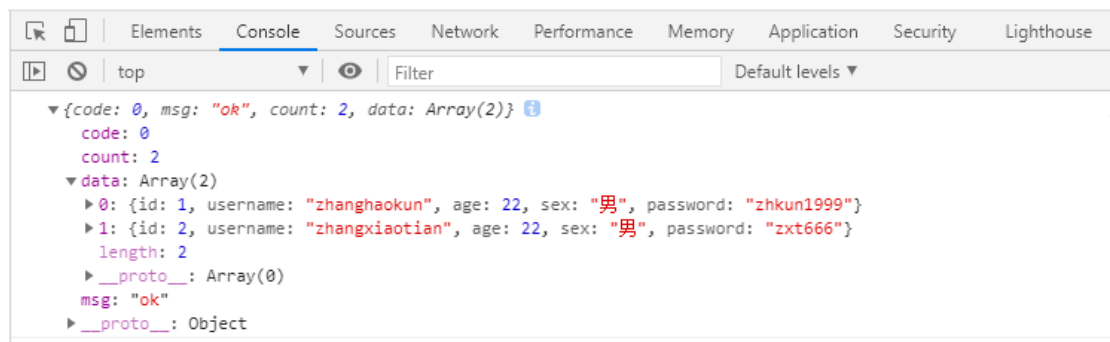 Elements Console Sources Network Performance Memory Application Security Lighthouse
top Filter Default levels
{code: 0, msg: "ok", count: 2, data: Array(2)}
code: 0
count: 2
data: Array(2)
0: {id: 1, username: "zhanghaokun", age: 22, sex: "男", password: "zhkun1999"}
1: {id: 2, username: "zhangxiaotian", age: 22, sex: "男", password: "zxt666"}
length: 2
__proto__: Array(0)
msg: "ok"
__proto__: Object